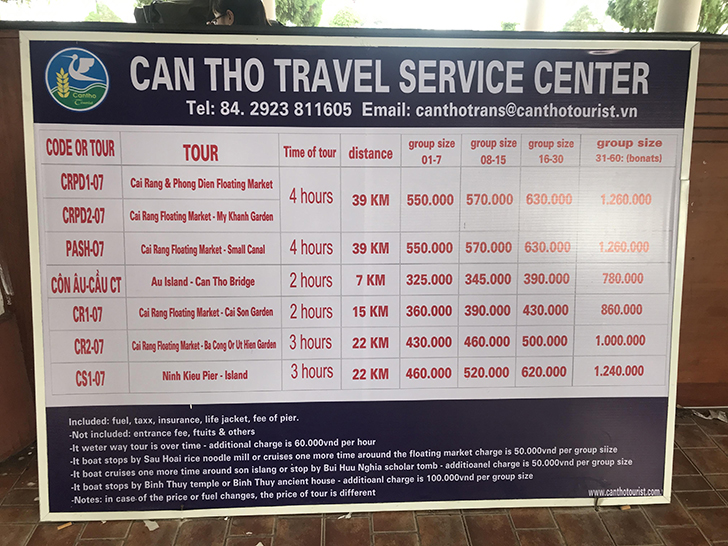 CAN THO TRAVEL SERVICE CENTER
Cantho
Tourist
Tel: 84. 2923 811605 Email: canthotrans@canthotourist.vn
CODE OR TOUR TOUR Time of tour distance group size 01-7 group size 08-15 group size 16-30 group size 31-60: (bonats)
CRPD1-07 Cai Rang & Phong Dien Floating Market 4 hours 39 KM 550.000 570.000 630.000 1.260.000
CRPD2-07 Cai Rang Floating Market - My Khanh Garden
PASH-07 Cai Rang Floating Market - Small Canal 4 hours 39 KM 550.000 570.000 630.000 1.260.000
CÔN ÂU-CẦU CT Au Island - Can Tho Bridge 2 hours 7 KM 325.000 345.000 390.000 780.000
CR1-07 Cai Rang Floating Market - Cai Son Garden 2 hours 15 KM 360.000 390.000 430.000 860.000
CR2-07 Cai Rang Floating Market - Ba Cong Or Ut Hien Garden 3 hours 22 KM 430.000 460.000 500.000 1.000.000
CS1-07 Ninh Kieu Pier - Island 3 hours 22 KM 460.000 520.000 620.000 1.240.000
Included: fuel, taxx, insurance, life jacket, fee of pier.
-Not included: entrance fee, ftuits & others
-It weter way tour is over time - additional charge is 60.000vnd per hour
-It boat stops by Sau Hoai rice noodle mill or cruises one more time arouund the floating market charge is 50.000vnd per group siize
-It boat cruises one more time around son islang or stop by Bui Huu Nghia scholar tomb - additioanel charge is 50.000vnd per group size
-It boat stops by Binh Thuy temple or Binh Thuy ancient house - additioanl charge is 100.000vnd per group size
-Notes: in case of the price or fuel changes, the price of tour is different
www.canthotourist.com